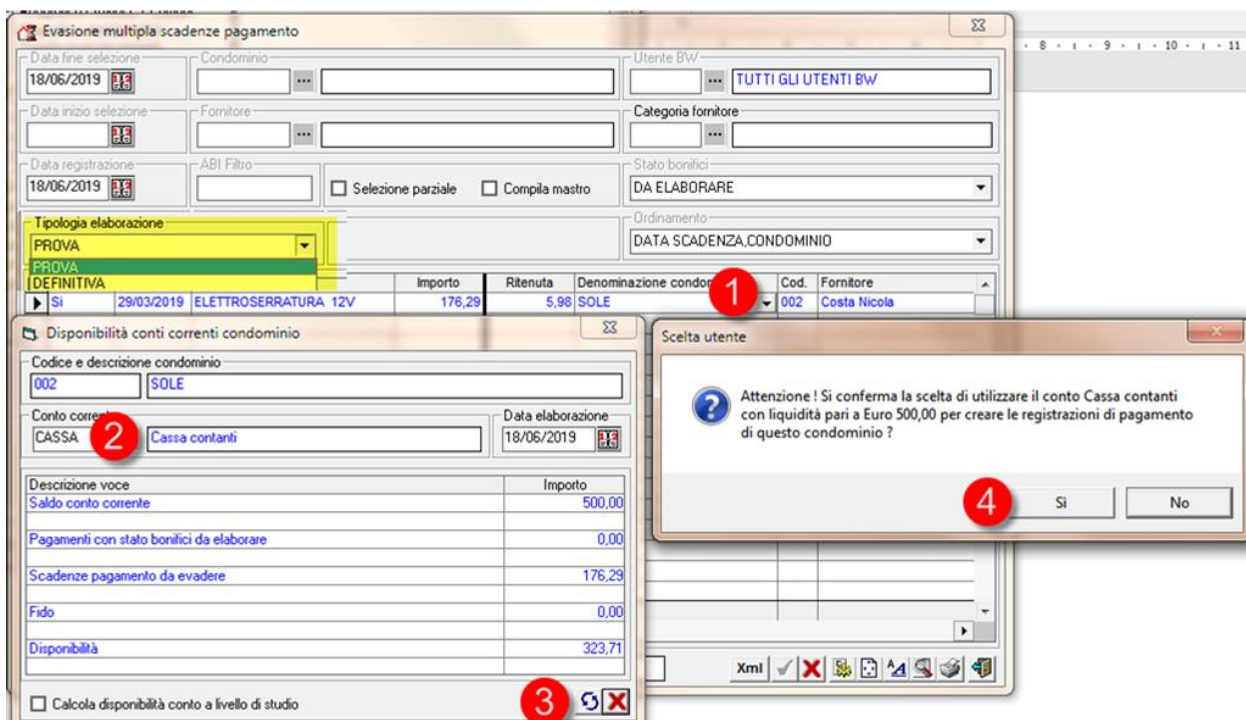 Evasione multipla scadenze pagamento
Data fine selezione Condominio Utente BW
18/06/2019 ... ... TUTTI GLI UTENTI BW
Data inizio selezione Fornitore Categoria fornitore
... ...
Data registrazione ABI Filtro Stato bonifici
18/06/2019 Selezione parziale Compila mastro DA ELABORARE
Tipologia elaborazione Ordinamento
PROVA DATA SCADENZA,CONDOMINIO
PROVA
DEFINITIVA Importo Ritenuta Denominazione condo Cod. Fornitore
Sì 29/03/2019 ELETTROSERRATURA 12V 176,29 5,98 SOLE 002 Costa Nicola
1
8 9 10 11
Disponibilità conti correnti condominio
Codice e descrizione condominio
002 SOLE
Conto corrente Data elaborazione
CASSA 2 Cassa contanti 18/06/2019
Descrizione voce Importo
Saldo conto corrente 500,00
Pagamenti con stato bonifici da elaborare 0,00
Scadenze pagamento da evadere 176,29
Fido 0,00
Disponibilità 323,71
Calcola disponibilità conto a livello di studio 3
Scelta utente
Attenzione ! Si conferma la scelta di utilizzare il conto Cassa contanti
con liquidità pari a Euro 500,00 per creare le registrazioni di pagamento
di questo condominio ?
4 Sì No
Xml